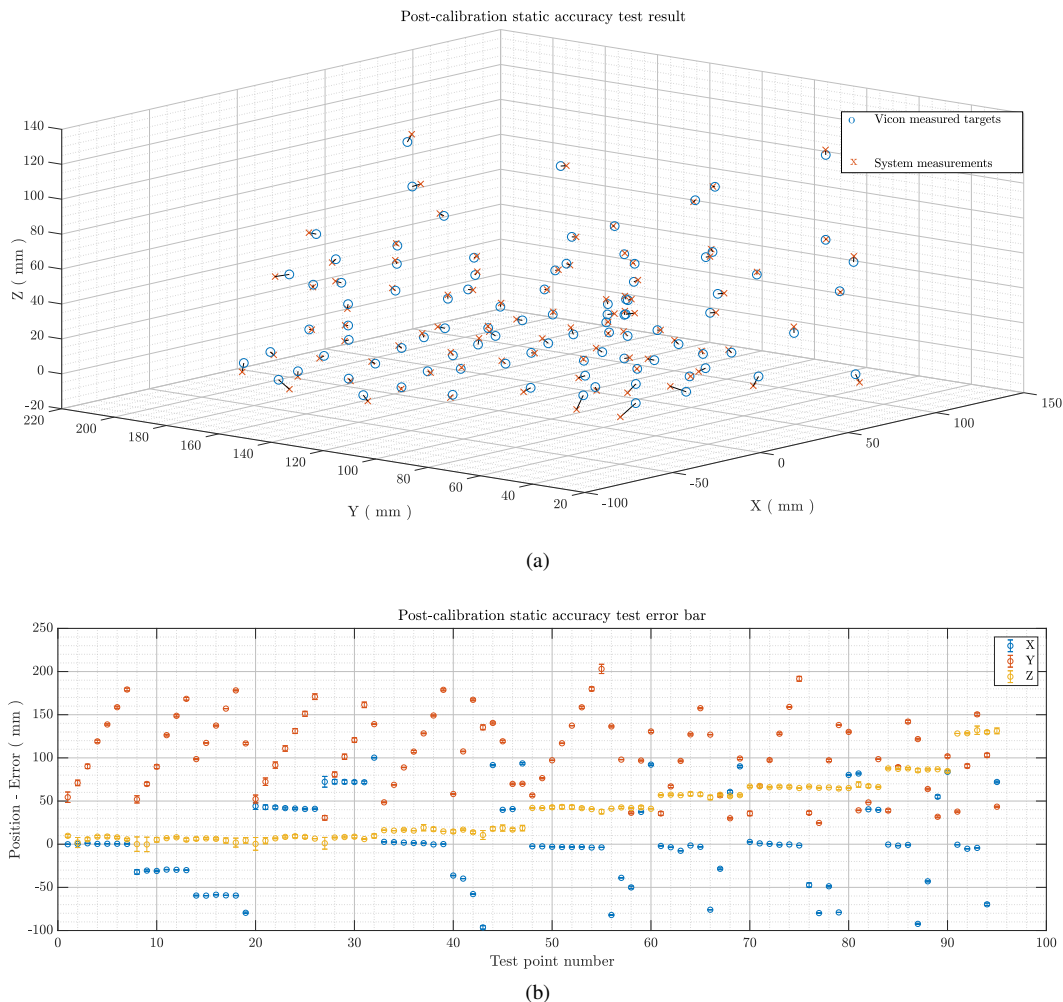 Post-calibration static accuracy test result
140
120
100
80
60
40
20
0
-20
Z ( mm )
220
200
180
160
140
120
100
80
60
40
20
Y ( mm )
-100
-50
0
50
100
150
X ( mm )
Vicon measured targets
System measurements
(a)
Post-calibration static accuracy test error bar
250
200
150
100
50
0
-50
-100
Position - Error ( mm )
X
Y
Z
0 10 20 30 40 50 60 70 80 90 100
Test point number
(b)